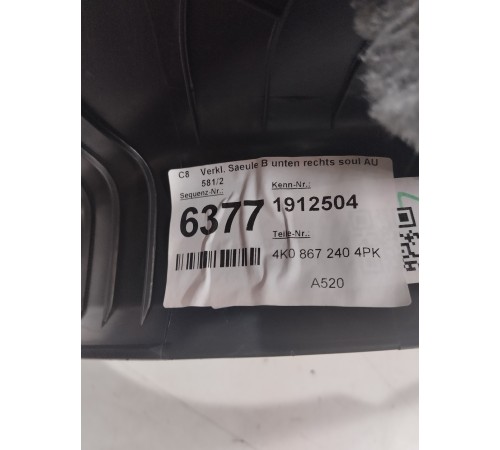 C8 Verkl. Saeule B unten rechts soul AU
581/2
Sequenz-Nr.: Kenn-Nr.:
6377 1912504
Teile-Nr.:
4K0 867 240 4PK
A520